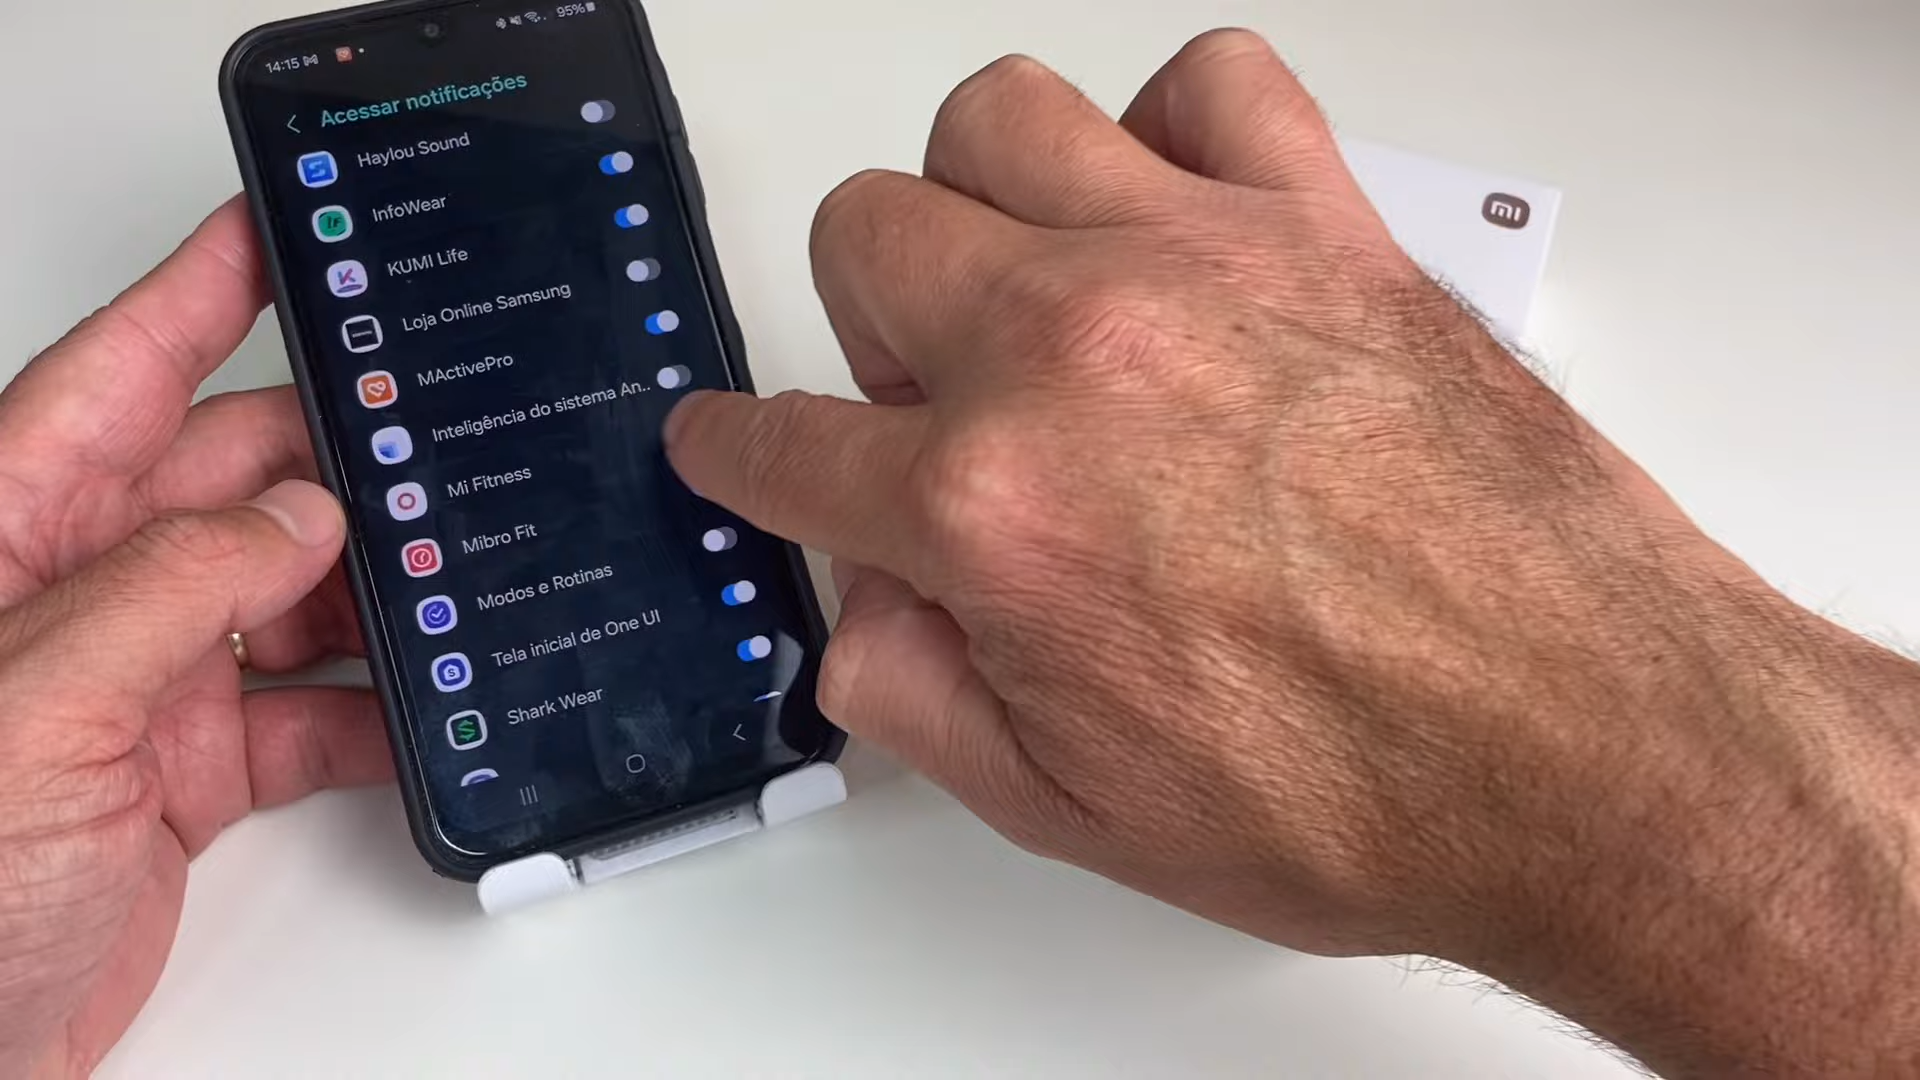 14:15
95%
Acessar notificações
Haylou Sound
InfoWear
KUMI Life
Loja Online Samsung
MActivePro
Inteligência do sistema An..
Mi Fitness
Mibro Fit
Modos e Rotinas
Tela inicial de One UI
Shark Wear
mi